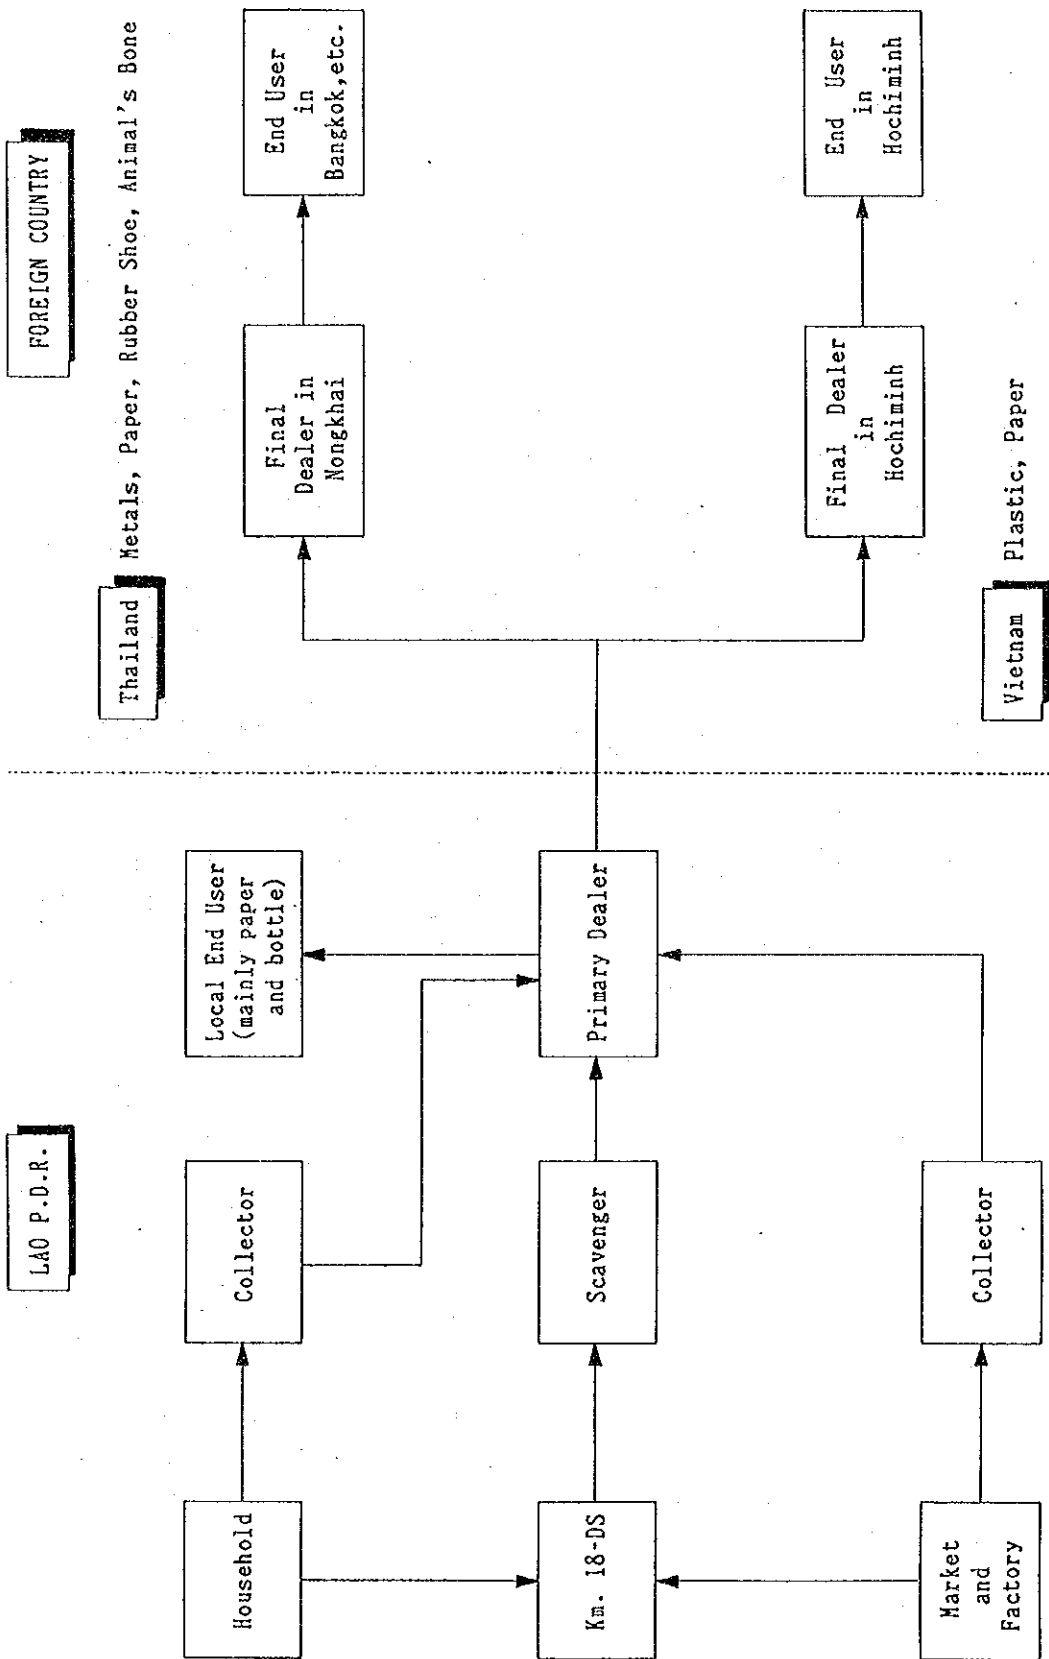 LAO P.D.R.
FOREIGN COUNTRY
Thailand
Metals, Paper, Rubber Shoe, Animal's Bone
Household
Collector
Local End User
(mainly paper
and bottle)
Final
Dealer in
Nongkhai
End User
in
Bangkok,etc.
Km. 18-DS
Scavenger
Primary Dealer
Market
and
Factory
Collector
Final Dealer
in
Hochiminh
End User
in
Hochiminh
Vietnam
Plastic, Paper